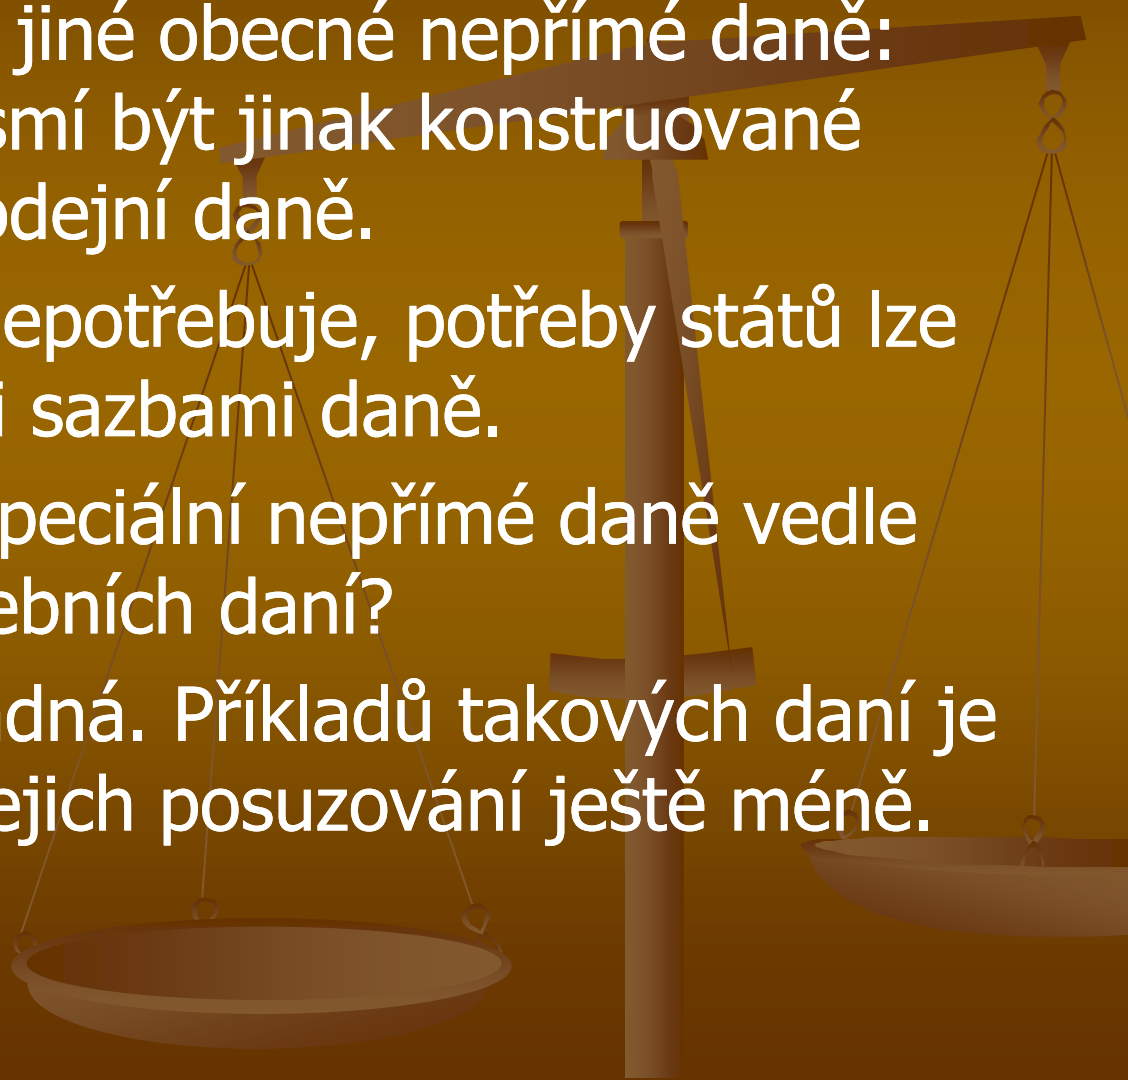 jiné obecné nepřímé daně:
smí být jinak konstruované
odejní daně.
epotřebuje, potřeby států lze
i sazbami daně.
peciální nepřímé daně vedle
ebních daní?
dná. Příkladů takových daní je
ejich posuzování ještě méně.